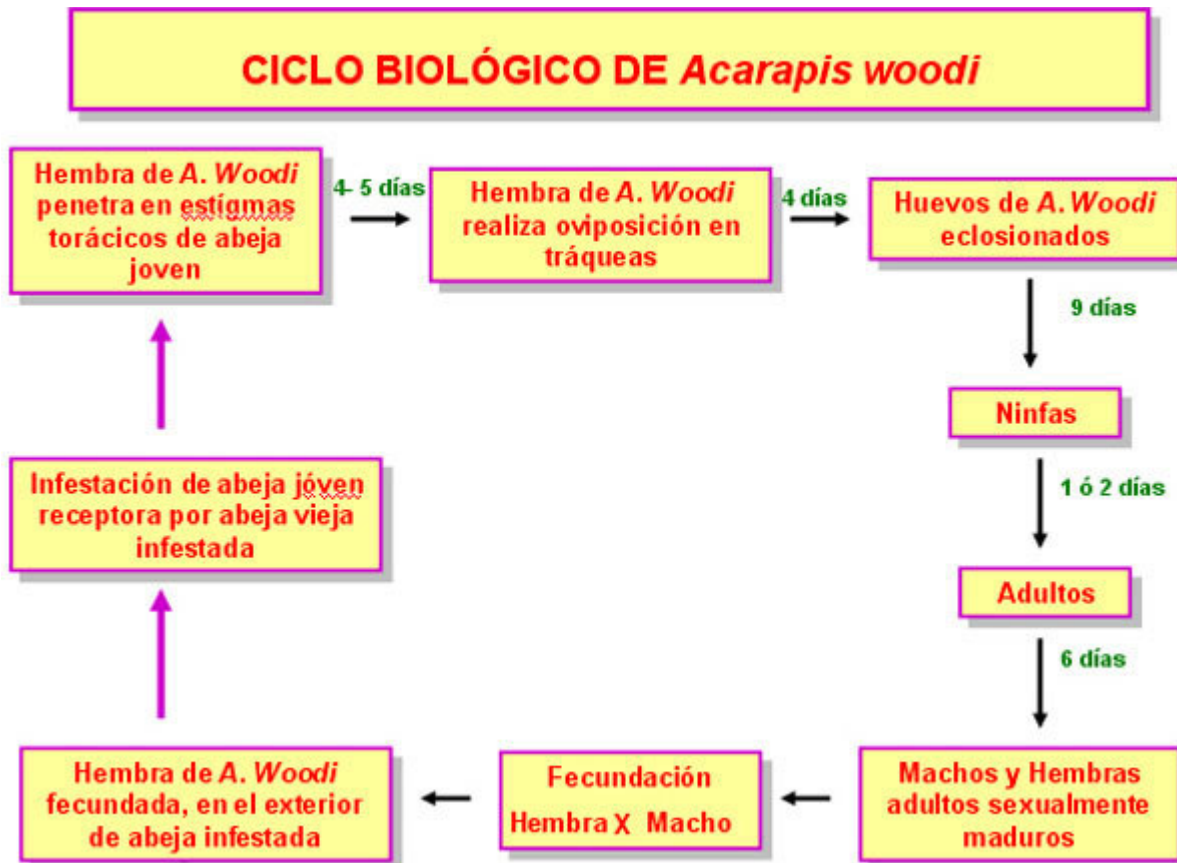 CICLO BIOLÓGICO DE Acarapis woodi
Hembra de A. Woodi
penetra en estígmas
torácicos de abeja
joven
4- 5 días
Hembra de A. Woodi
realiza oviposición en
tráqueas
4 días
Huevos de A. Woodi
eclosionados
9 días
Ninfas
1 ó 2 días
Adultos
6 días
Machos y Hembras
adultos sexualmente
maduros
Fecundación
Hembra X Macho
Hembra de A. Woodi
fecundada, en el exterior
de abeja infestada
Infestación de abeja jóven
receptora por abeja vieja
infestada